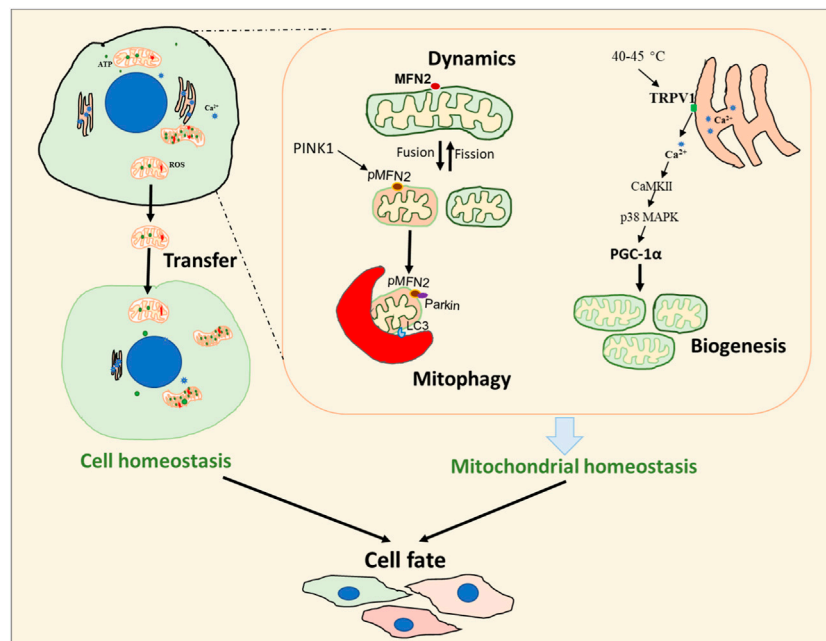 ATP
Ca²⁺
ROS
Transfer
Cell homeostasis
Dynamics
MFN2
Fusion
Fission
PINK1
pMFN2
pMFN2
Parkin
LC3
Mitophagy
40-45 °C
TRPV1
Ca²⁺
Ca²⁺
CaMKII
p38 MAPK
PGC-1α
Biogenesis
Mitochondrial homeostasis
Cell fate